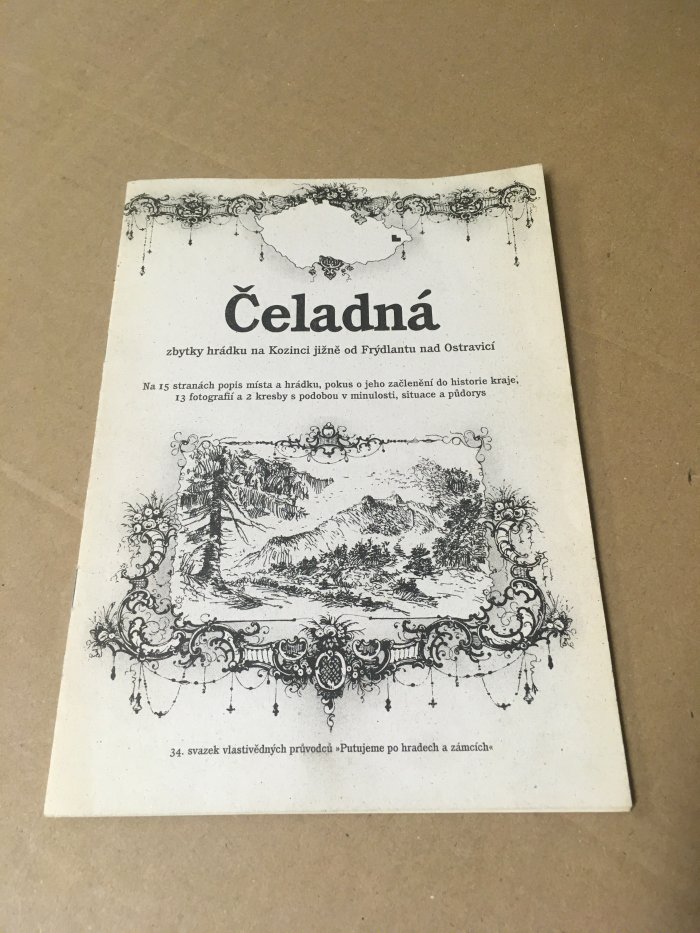 Čeladná
zbytky hrádku na Kozinci jižně od Frýdlantu nad Ostravicí
Na 15 stranách popis místa a hrádku, pokus o jeho začlenění do historie kraje,
13 fotografií a 2 kresby s podobou v minulosti, situace a půdorys
34. svazek vlastivědných průvodců »Putujeme po hradech a zámcích«